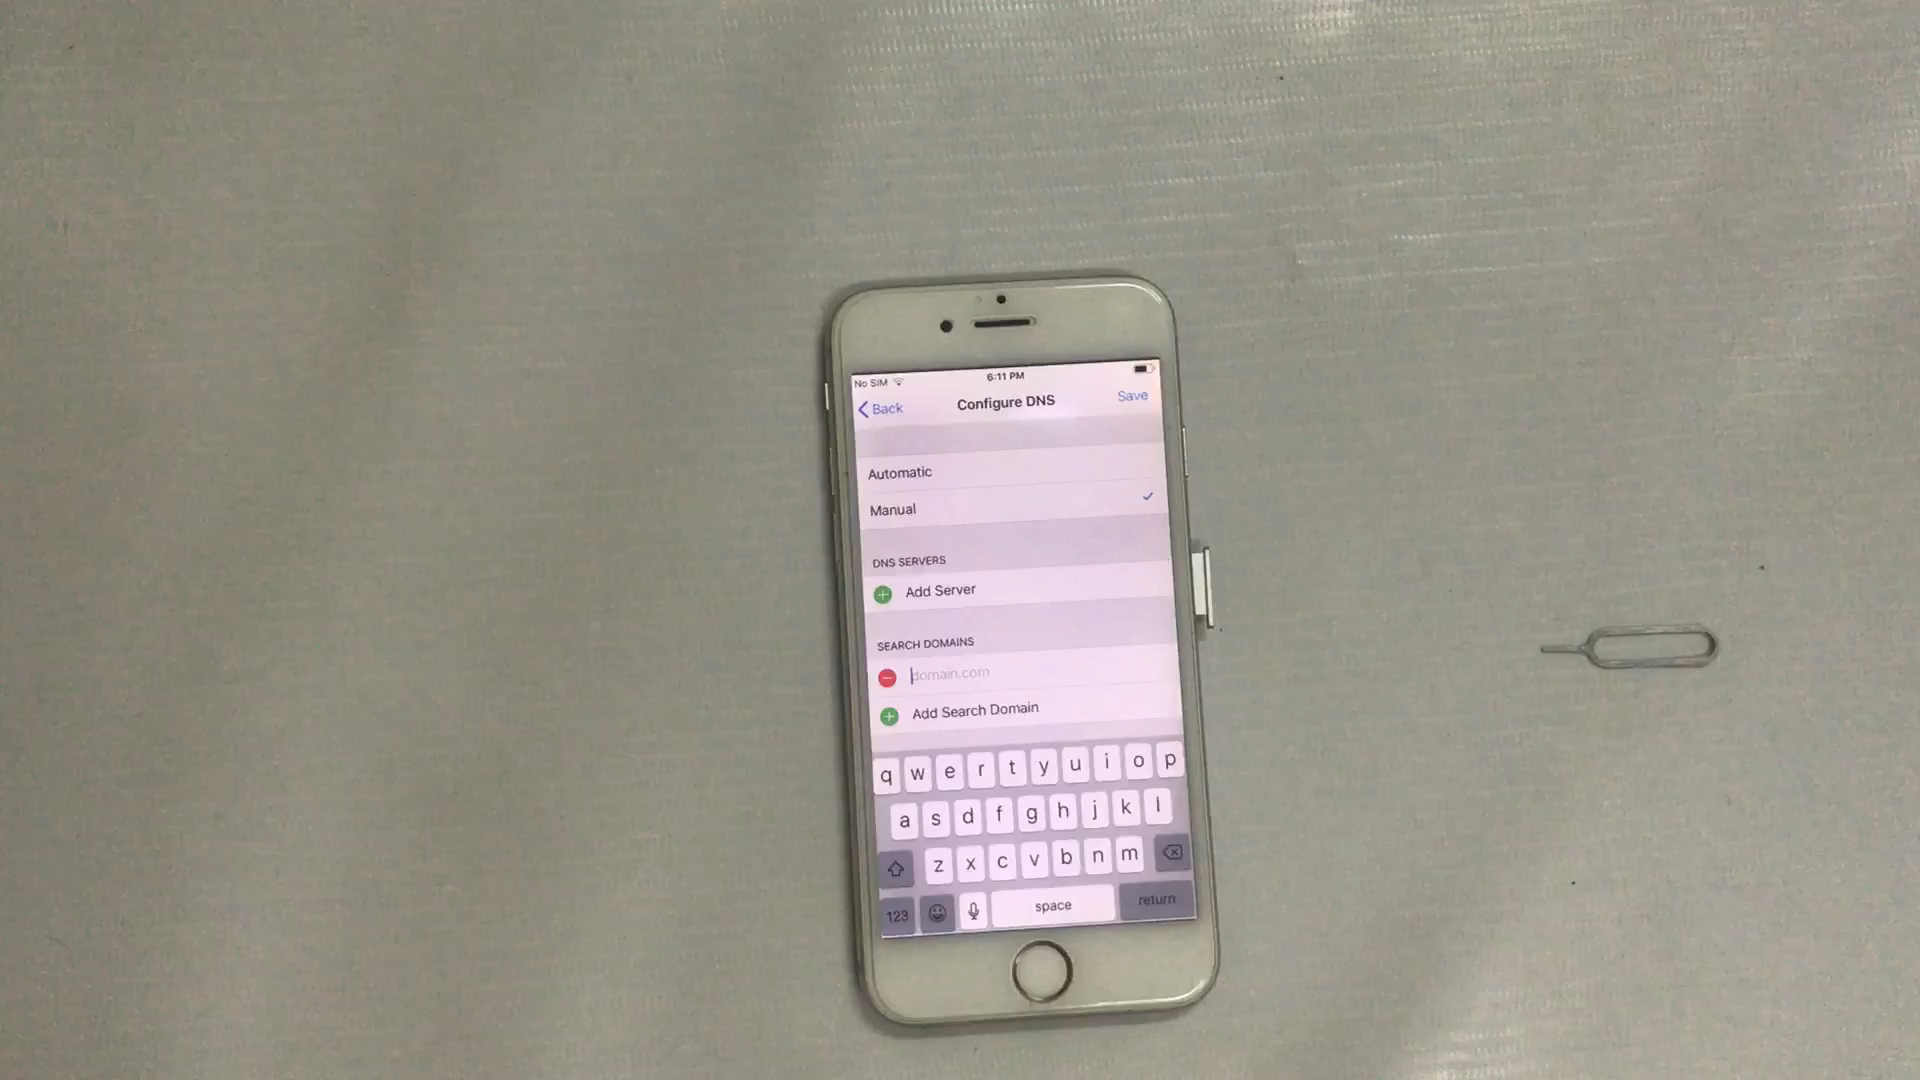 No SIM 6:11 PM
Back Configure DNS Save
Automatic
Manual
DNS SERVERS
Add Server
SEARCH DOMAINS
domain.com
Add Search Domain
q w e r t y u i o p
a s d f g h j k l
z x c v b n m
123 space return